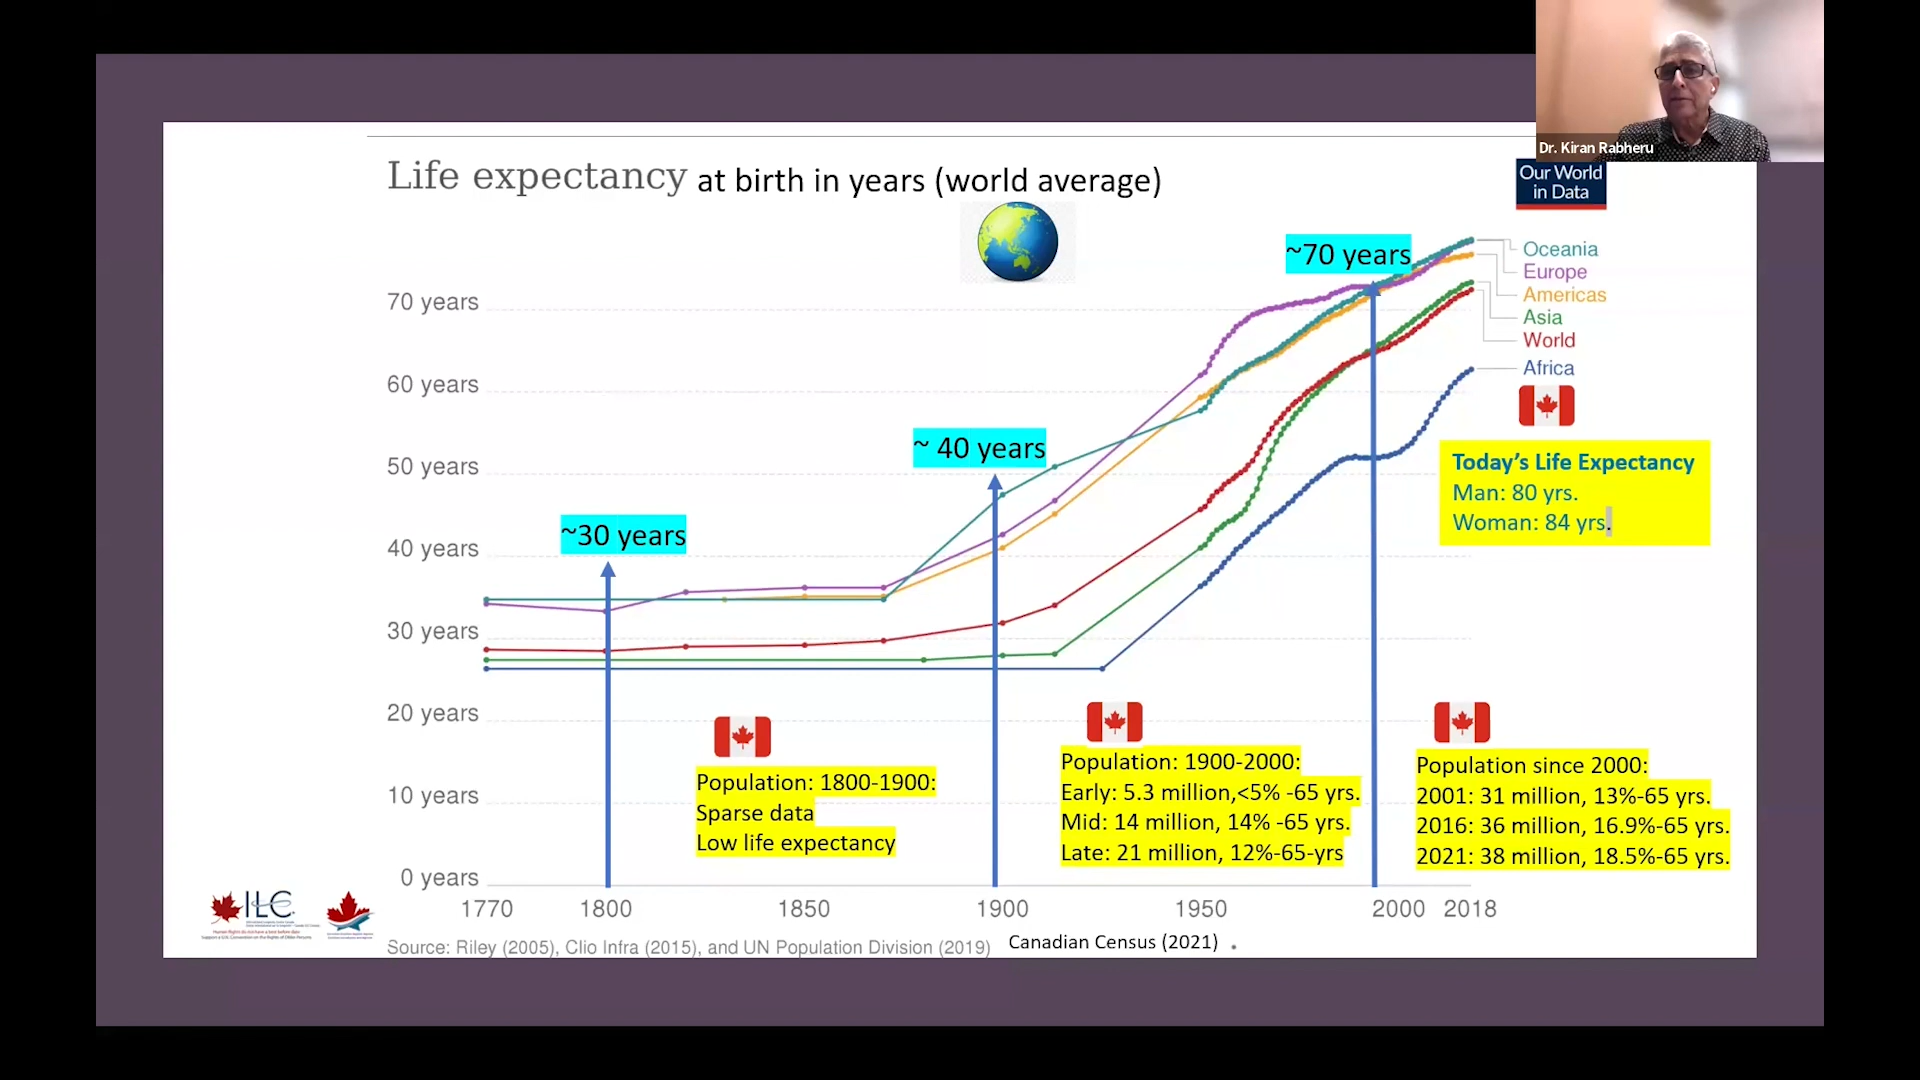 Dr. Kiran Rabheru
Life expectancy at birth in years (world average)
Our World
in Data
~70 years
Oceania
Europe
Americas
Asia
World
Africa
70 years
60 years
50 years
40 years
30 years
20 years
10 years
0 years
~ 40 years
~30 years
Today's Life Expectancy
Man: 80 yrs.
Woman: 84 yrs.
Population: 1800-1900:
Sparse data
Low life expectancy
Population: 1900-2000:
Early: 5.3 million,<5% -65 yrs.
Mid: 14 million, 14% -65 yrs.
Late: 21 million, 12%-65-yrs
Population since 2000:
2001: 31 million, 13%-65 yrs.
2016: 36 million, 16.9%-65 yrs.
2021: 38 million, 18.5%-65 yrs.
1770 1800 1850 1900 1950 2000 2018
ILC
Source: Riley (2005), Clio Infra (2015), and UN Population Division (2019) Canadian Census (2021) .